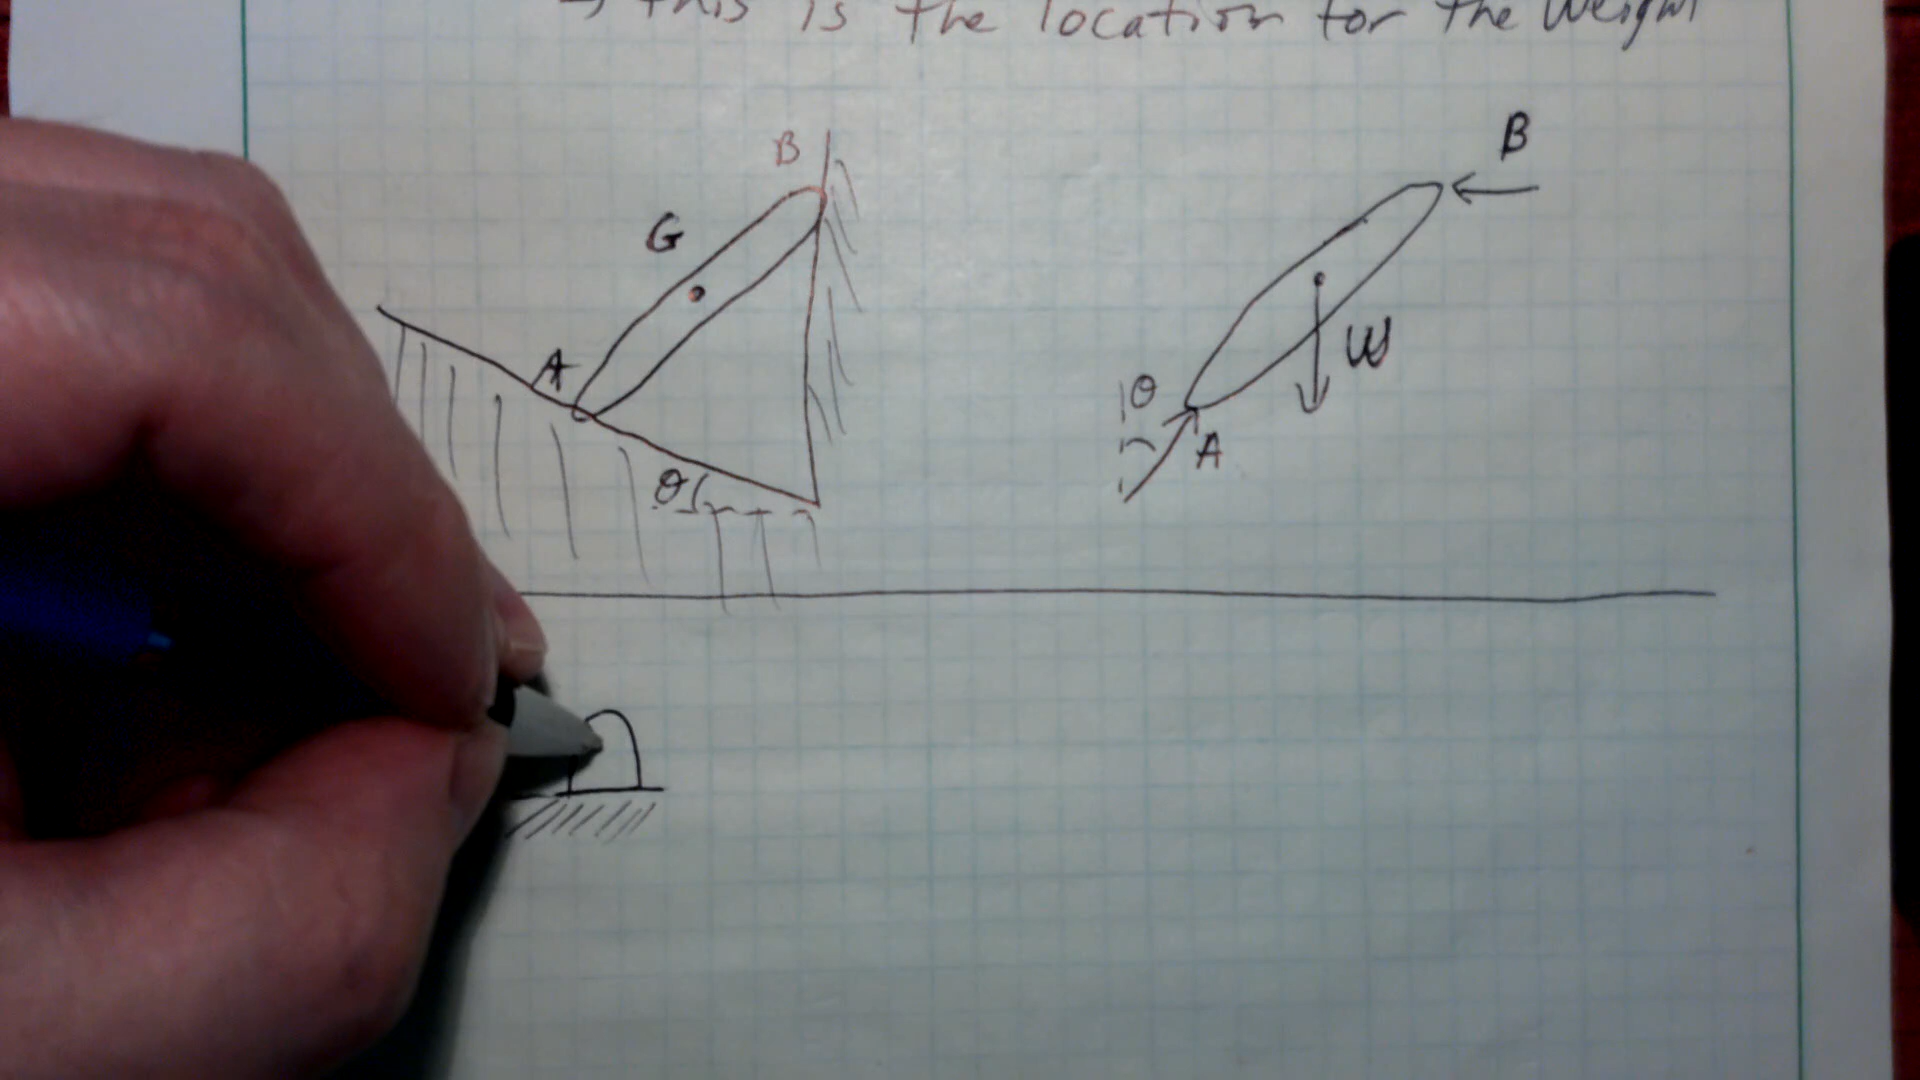 → this is the location for the weight
B
G
A
θ
B
W
θ
A